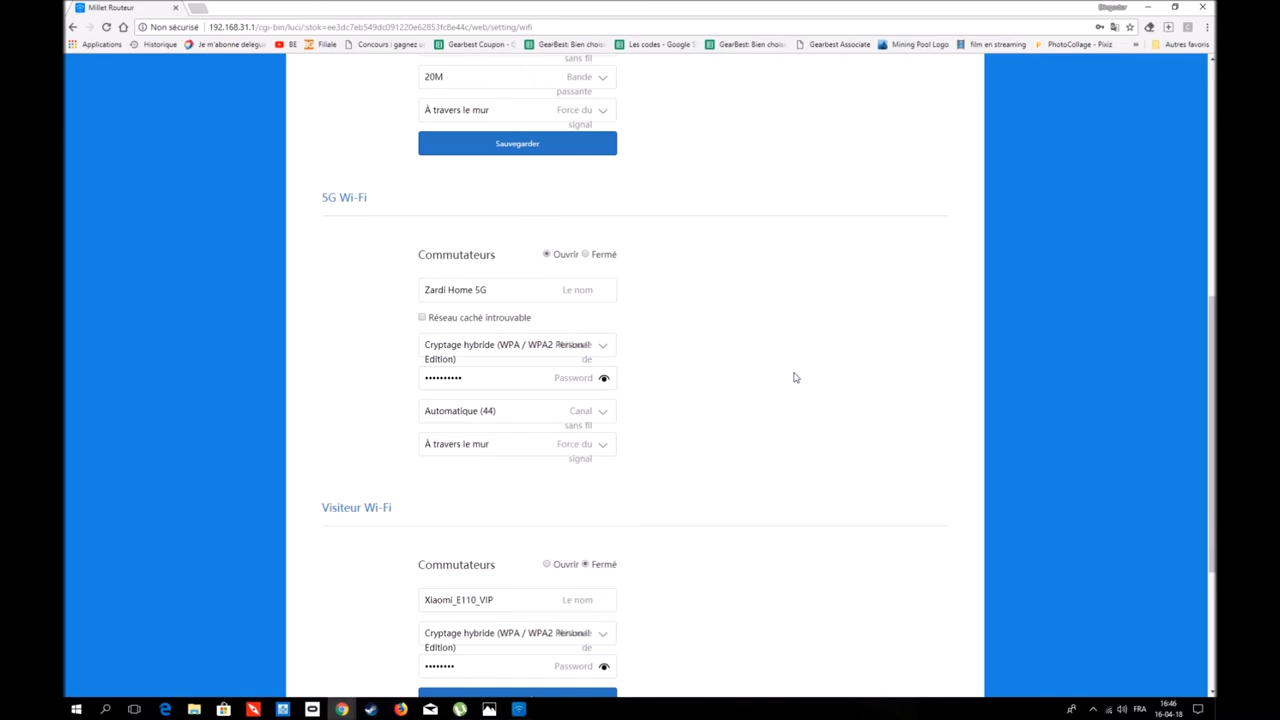 Millet Routeur
Non sécurisé 192.168.31.1/cgi-bin/luci/;stok=ee3dc7eb549dc091220e62853fc8e44c/web/setting/wifi
Applications Historique Je m'abonne delegu BE Filiale Concours : gagnez u Gearbest Coupon - G GearBest: Bien chois Les codes - Google S GearBest: Bien chois Gearbest Associate Mining Pool Logo film en streaming PhotoCollage - Pixiz » Autres favoris
sans fil
20M Bande
passante
À travers le mur Force du
signal
Sauvegarder
5G Wi-Fi
Commutateurs Ouvrir Fermé
Zardi Home 5G Le nom
Réseau caché introuvable
Cryptage hybride (WPA / WPA2 Personal
Edition) de
•••••••••• Password
Automatique (44) Canal
sans fil
À travers le mur Force du
signal
Visiteur Wi-Fi
Commutateurs Ouvrir Fermé
Xiaomi_E110_VIP Le nom
Cryptage hybride (WPA / WPA2 Personal
Edition) de
•••••••• Password
FRA 16:46
16-04-18